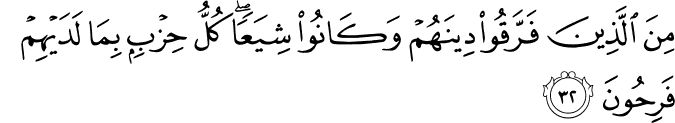 مِنَ ٱلَّذِينَ فَرَّقُوا۟ دِينَهُمْ وَكَانُوا۟ شِيَعًا ۖ كُلُّ حِزْبٍۭ بِمَا لَدَيْهِمْ
فَرِحُونَ ٣٢